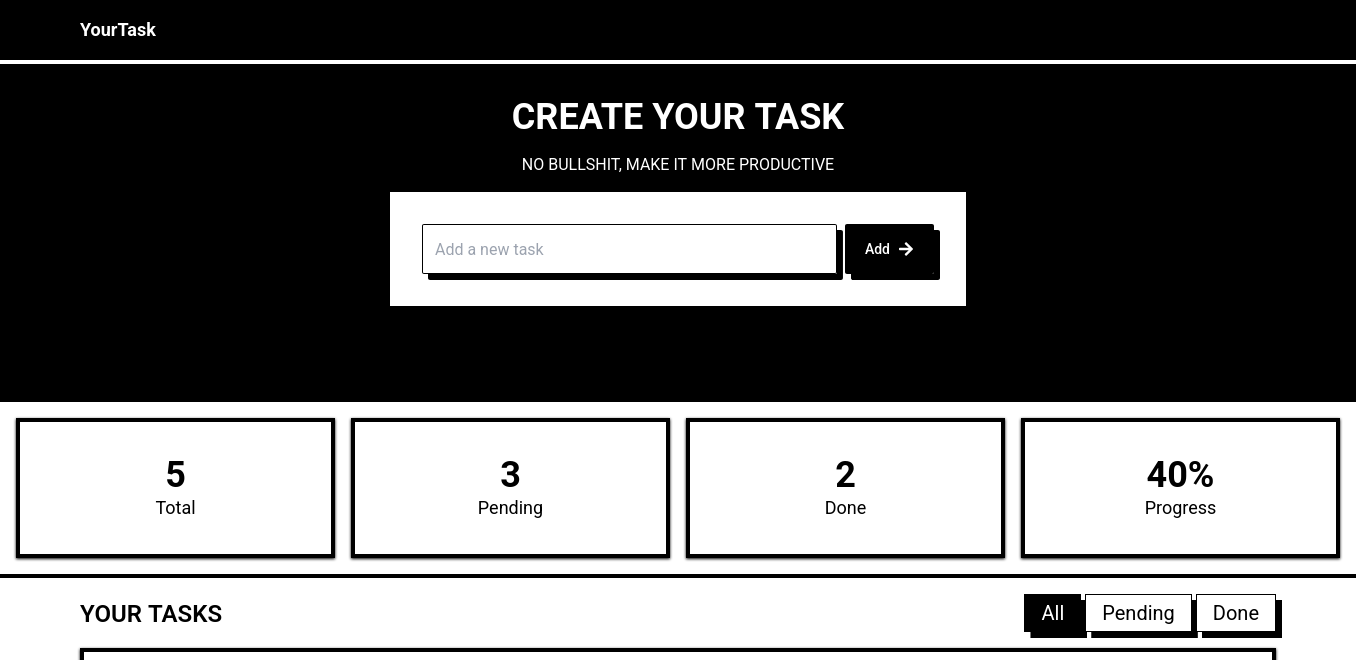 YourTask
CREATE YOUR TASK
NO BULLSHIT, MAKE IT MORE PRODUCTIVE
Add a new task
Add
5
Total
3
Pending
2
Done
40%
Progress
YOUR TASKS
All
Pending
Done